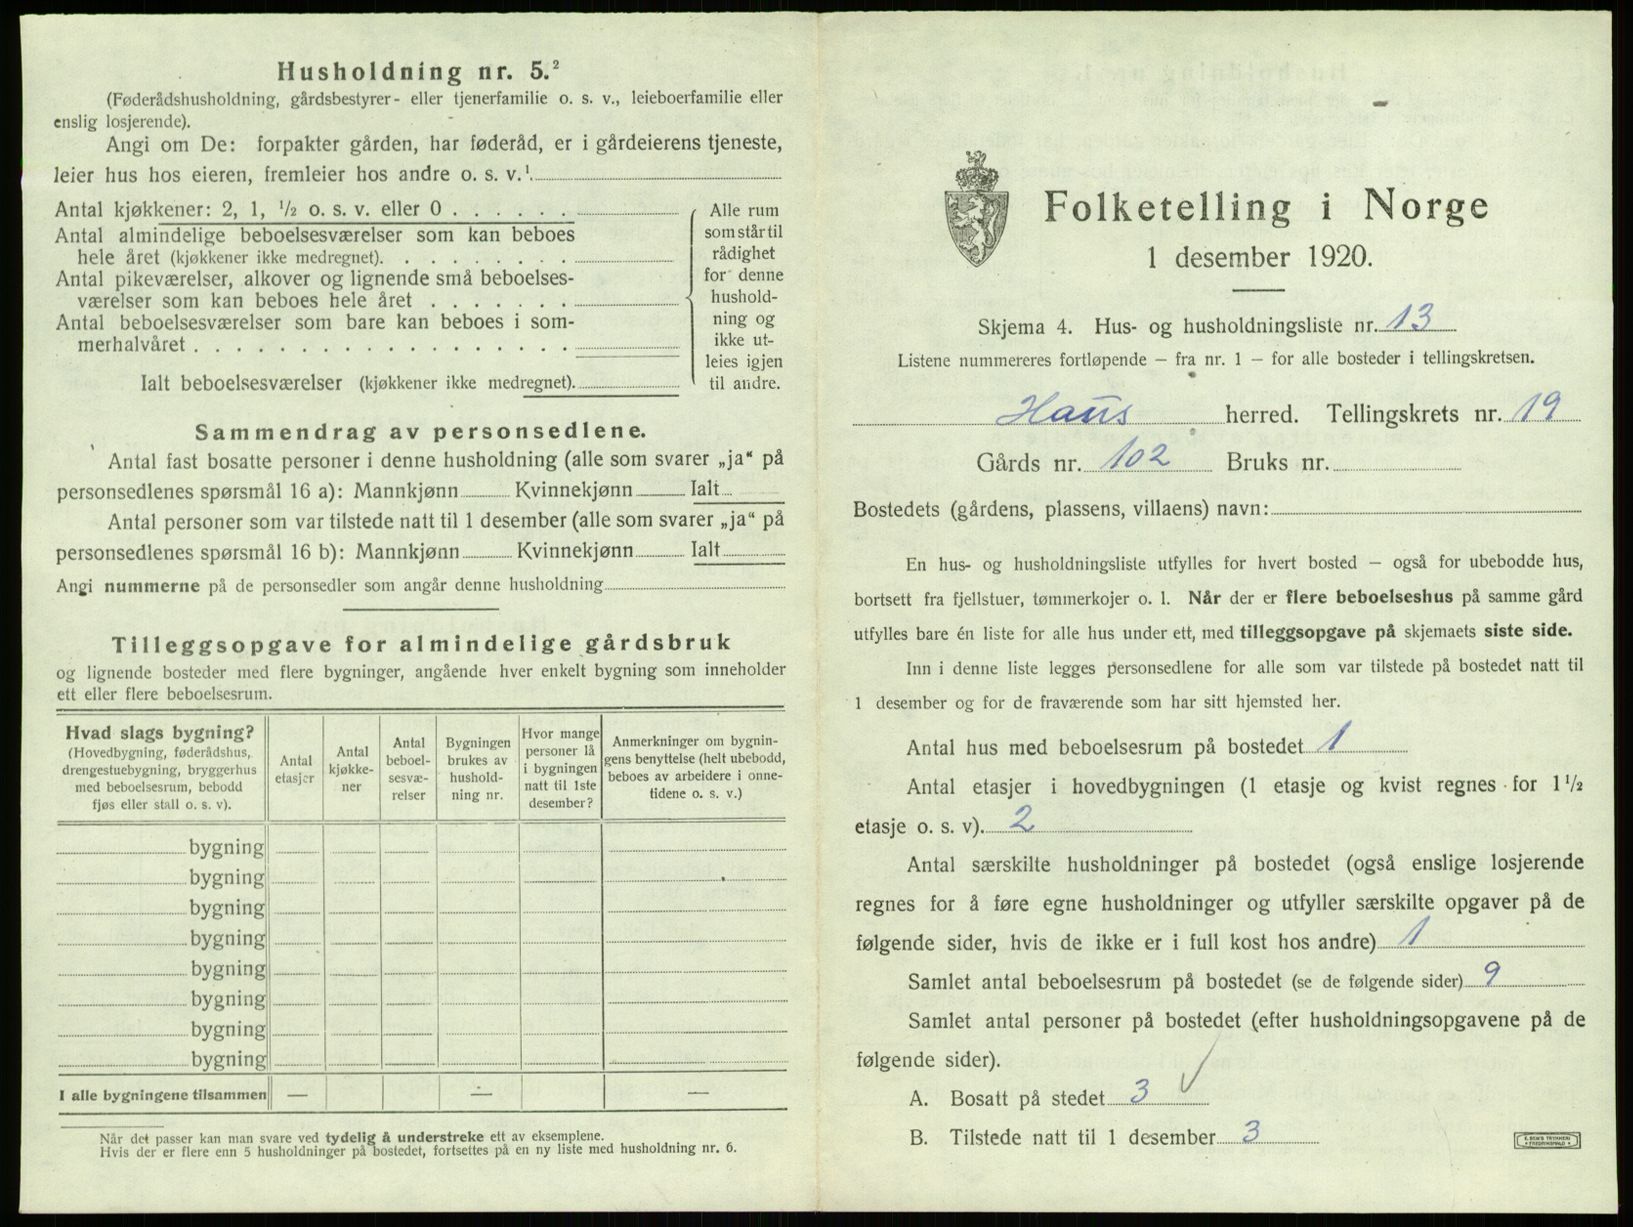 Husholdning nr. 5.²
(Føderådshusholdning, gårdsbestyrer- eller tjenerfamilie o. s. v., leieboerfamilie eller
enslig losjerende).
Angi om De: forpakter gården, har føderåd, er i gårdeierens tjeneste,
leier hus hos eieren, fremleier hos andre o. s. v.¹
Antal kjøkkener: 2, 1, ½ o. s. v. eller 0
Antal almindelige beboelsesværelser som kan beboes
hele året (kjøkkener ikke medregnet).
Antal pikeværelser, alkover og lignende små beboelses-
værelser som kan beboes hele året
Antal beboelsesværelser som bare kan beboes i som-
merhalvåret
Ialt beboelsesværelser (kjøkkener ikke medregnet).
Alle rum
som står til
rådighet
for denne
hushold-
ning og
ikke ut-
leies igjen
til andre.
Sammendrag av personsedlene.
Antal fast bosatte personer i denne husholdning (alle som svarer „ja“ på
personsedlenes spørsmål 16 a): Mannkjønn Kvinnekjønn Ialt
Antal personer som var tilstede natt til 1 desember (alle som svarer „ja“ på
personsedlenes spørsmål 16 b): Mannkjønn Kvinnekjønn Ialt
Angi nummerne på de personsedler som angår denne husholdning
Tilleggsopgave for almindelige gårdsbruk
og lignende bosteder med flere bygninger, angående hver enkelt bygning som inneholder
ett eller flere beboelsesrum.
Hvad slags bygning?
(Hovedbygning, føderådshus,
drengestuebygning, bryggerhus
med beboelsesrum, bebodd
fjøs eller stall o. s. v).
Antal
etasjer
Antal
kjøkke-
ner
Antal
beboel-
sesvæ-
relser
Bygningen
brukes av
hushold-
ning nr.
Hvor mange
personer lå
i bygningen
natt til 1ste
desember?
Anmerkninger om bygnin-
gens benyttelse (helt ubebodd,
beboes av arbeidere i onne-
tidene o. s. v.)
bygning
bygning
bygning
bygning
bygning
bygning
bygning
bygning
I alle bygningene tilsammen — — —
Når det passer kan man svare ved tydelig å understreke ett av eksemplene.
Hvis der er flere enn 5 husholdninger på bostedet, fortsettes på en ny liste med husholdning nr. 6.
Folketelling i Norge
1 desember 1920.
Skjema 4. Hus- og husholdningsliste nr. 13
Listene nummereres fortløpende – fra nr. 1 – for alle bosteder i tellingskretsen.
Haus herred. Tellingskrets nr. 19
Gårds nr. 102 Bruks nr.
Bostedets (gårdens, plassens, villaens) navn:
En hus- og husholdningsliste utfylles for hvert bosted – også for ubebodde hus,
bortsett fra fjellstuer, tømmerkojer o. l. Når der er flere beboelseshus på samme gård
utfylles bare én liste for alle hus under ett, med tilleggsopgave på skjemaets siste side.
Inn i denne liste legges personsedlene for alle som var tilstede på bostedet natt til
1 desember og for de fraværende som har sitt hjemsted her.
Antal hus med beboelsesrum på bostedet 1
Antal etasjer i hovedbygningen (1 etasje og kvist regnes for 1½
etasje o. s. v). 2
Antal særskilte husholdninger på bostedet (også enslige losjerende
regnes for å føre egne husholdninger og utfyller særskilte opgaver på de
følgende sider, hvis de ikke er i full kost hos andre) 1
Samlet antal beboelsesrum på bostedet (se de følgende sider) 9
Samlet antal personer på bostedet (efter husholdningsopgavene på de
følgende sider).
A. Bosatt på stedet 3 ✓
B. Tilstede natt til 1 desember 3